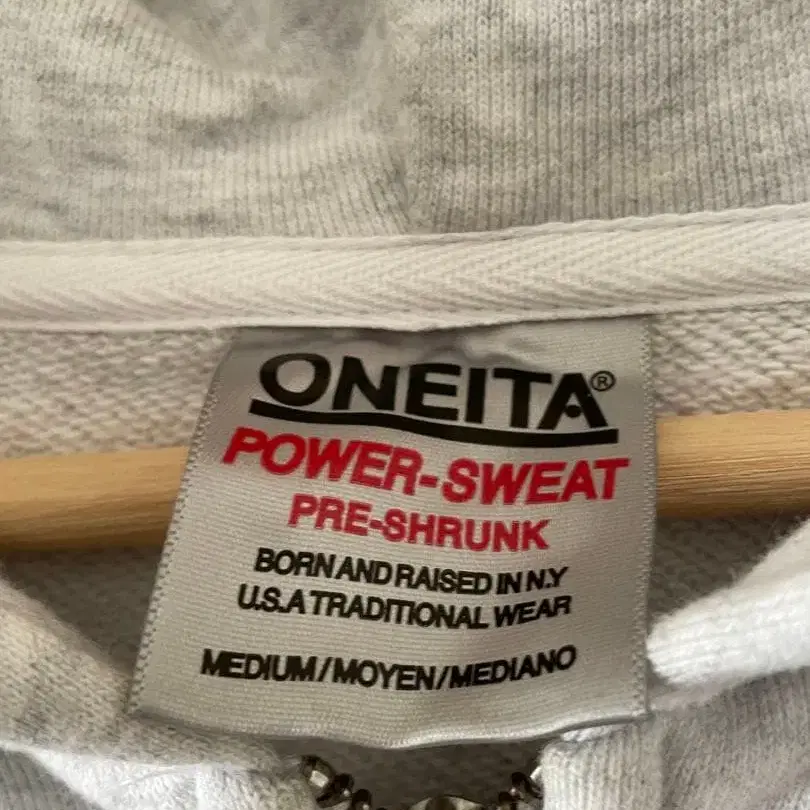 ONEITA®
POWER-SWEAT
PRE-SHRUNK
BORN AND RAISED IN N.Y
U.S.A TRADITIONAL WEAR
MEDIUM/MOYEN/MEDIANO